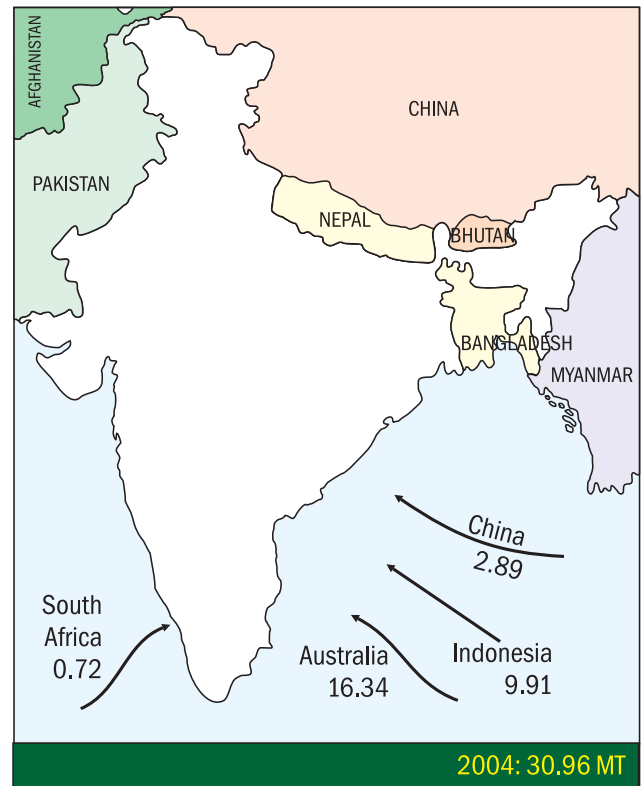 AFGHANISTAN
CHINA
PAKISTAN
NEPAL
BHUTAN
BANGLADESH
MYANMAR
China
2.89
South
Africa
0.72
Australia
16.34
Indonesia
9.91
2004: 30.96 MT